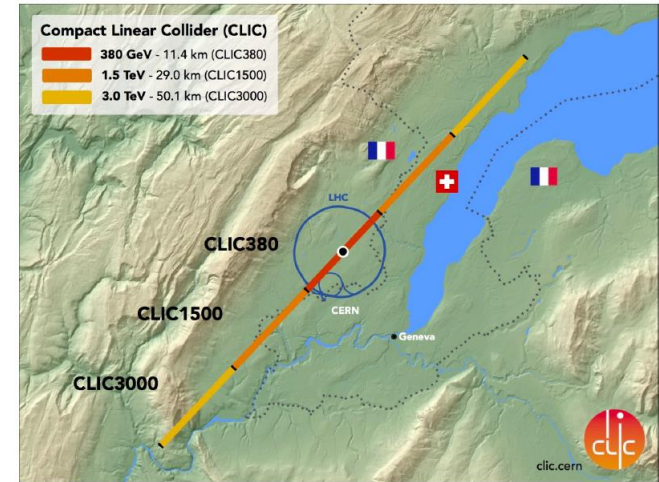 Compact Linear Collider (CLIC)
380 GeV - 11.4 km (CLIC380)
1.5 TeV - 29.0 km (CLIC1500)
3.0 TeV - 50.1 km (CLIC3000)
LHC
CLIC380
CERN
CLIC1500
Geneva
CLIC3000
clic
clic.cern